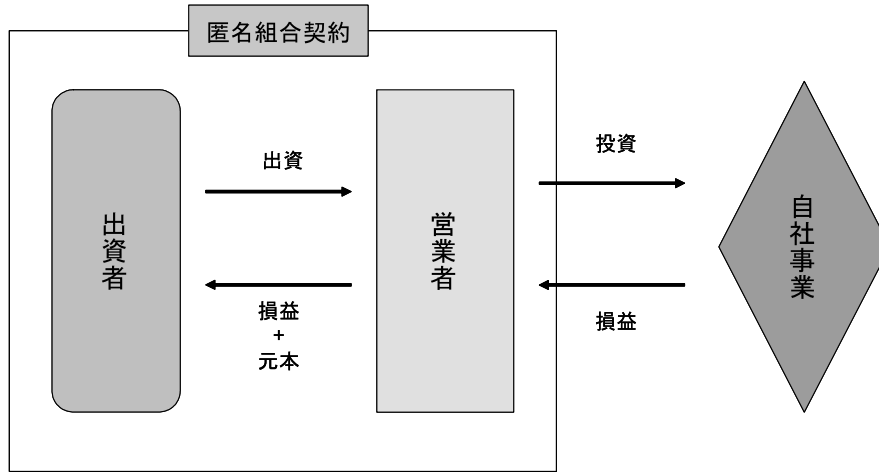 匿名組合契約
出資者
出資
損益
+
元本
営業者
投資
損益
自社事業